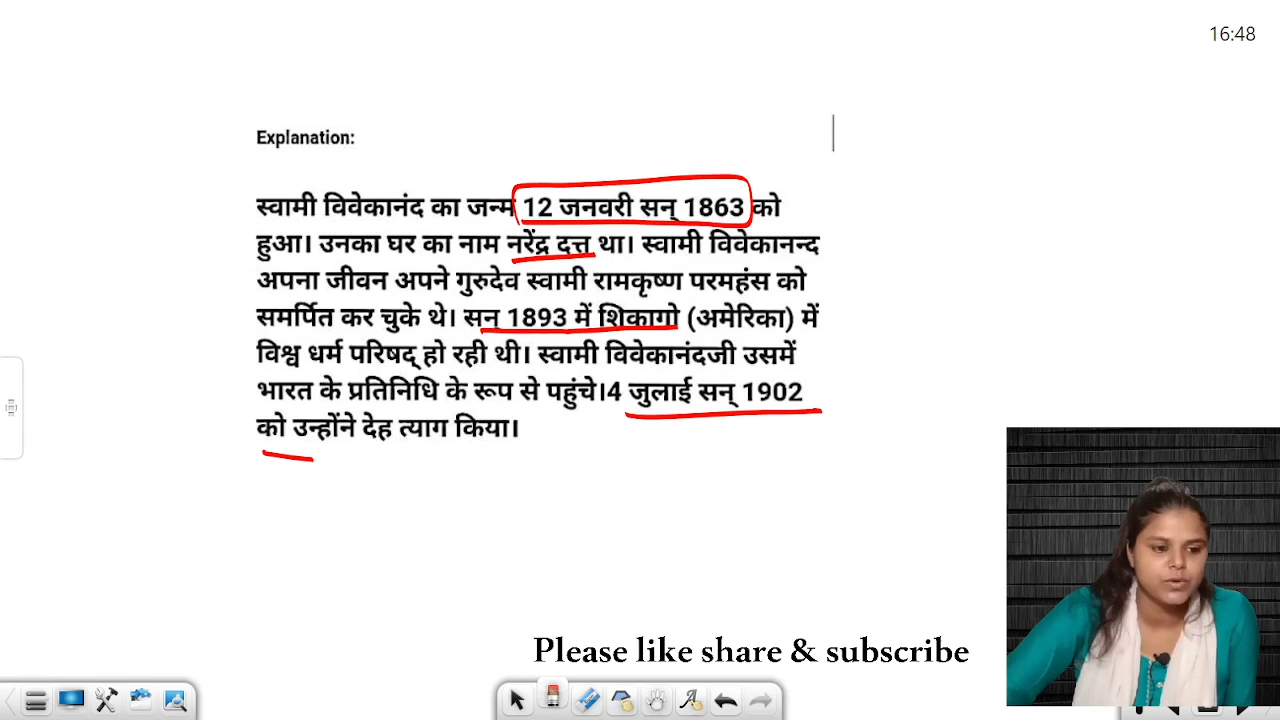 16:48
Explanation:
स्वामी विवेकानंद का जन्म 12 जनवरी सन् 1863 को
हुआ। उनका घर का नाम नरेंद्र दत्त था। स्वामी विवेकानन्द
अपना जीवन अपने गुरुदेव स्वामी रामकृष्ण परमहंस को
समर्पित कर चुके थे। सन् 1893 में शिकागो (अमेरिका) में
विश्व धर्म परिषद् हो रही थी। स्वामी विवेकानंदजी उसमें
भारत के प्रतिनिधि के रूप से पहुंचे।4 जुलाई सन् 1902
को उन्होंने देह त्याग किया।
Please like share & subscribe